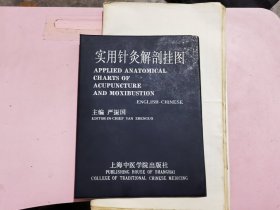 实用针灸解剖挂图
APPLIED ANATOMICAL
CHARTS OF
ACUPUNCTURE
AND MOXIBUSTION
ENGLISH-CHINESE
主编 严振国
EDITOR-IN-CHIEF YAN ZHENGUO
上海中医学院出版社
PUBLISHING HOUSE OF SHANGHAI
COLLEGE OF TRADITIONAL CHINESE MEDICINE